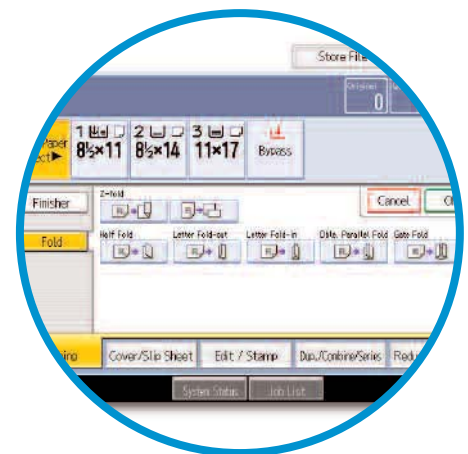 Store File
Original
0
Paper
ect▶
1
8½×11
2
8½×14
3
11×17
Bypass
Finisher
Z-fold
Cancel
Fold
Half Fold Letter Fold-out Letter Fold-in Dble. Parallel Fold Gate Fold
Cover/Slip Sheet Edit / Stamp Dup./Combine/Series
System Status Job List